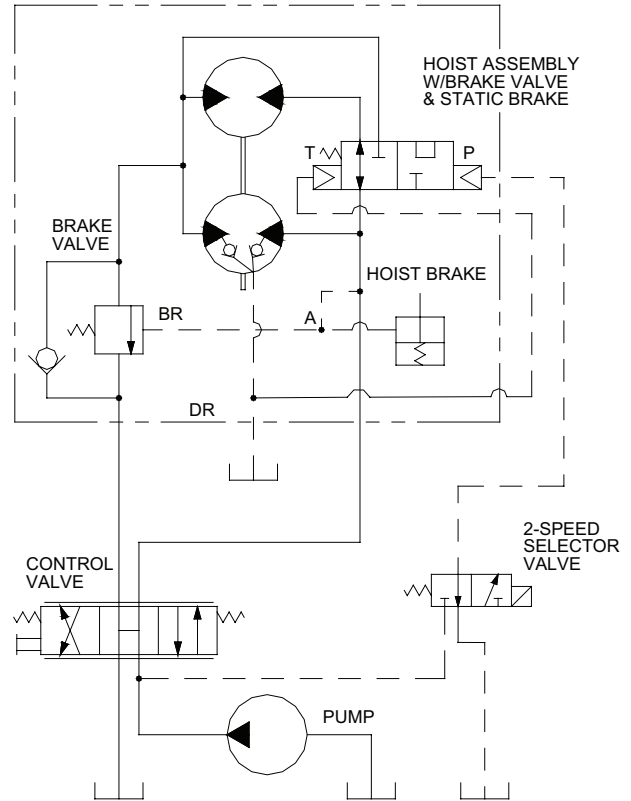 HOIST ASSEMBLY
W/BRAKE VALVE
& STATIC BRAKE
T
P
BRAKE
VALVE
HOIST BRAKE
BR
A
DR
2-SPEED
SELECTOR
VALVE
CONTROL
VALVE
PUMP